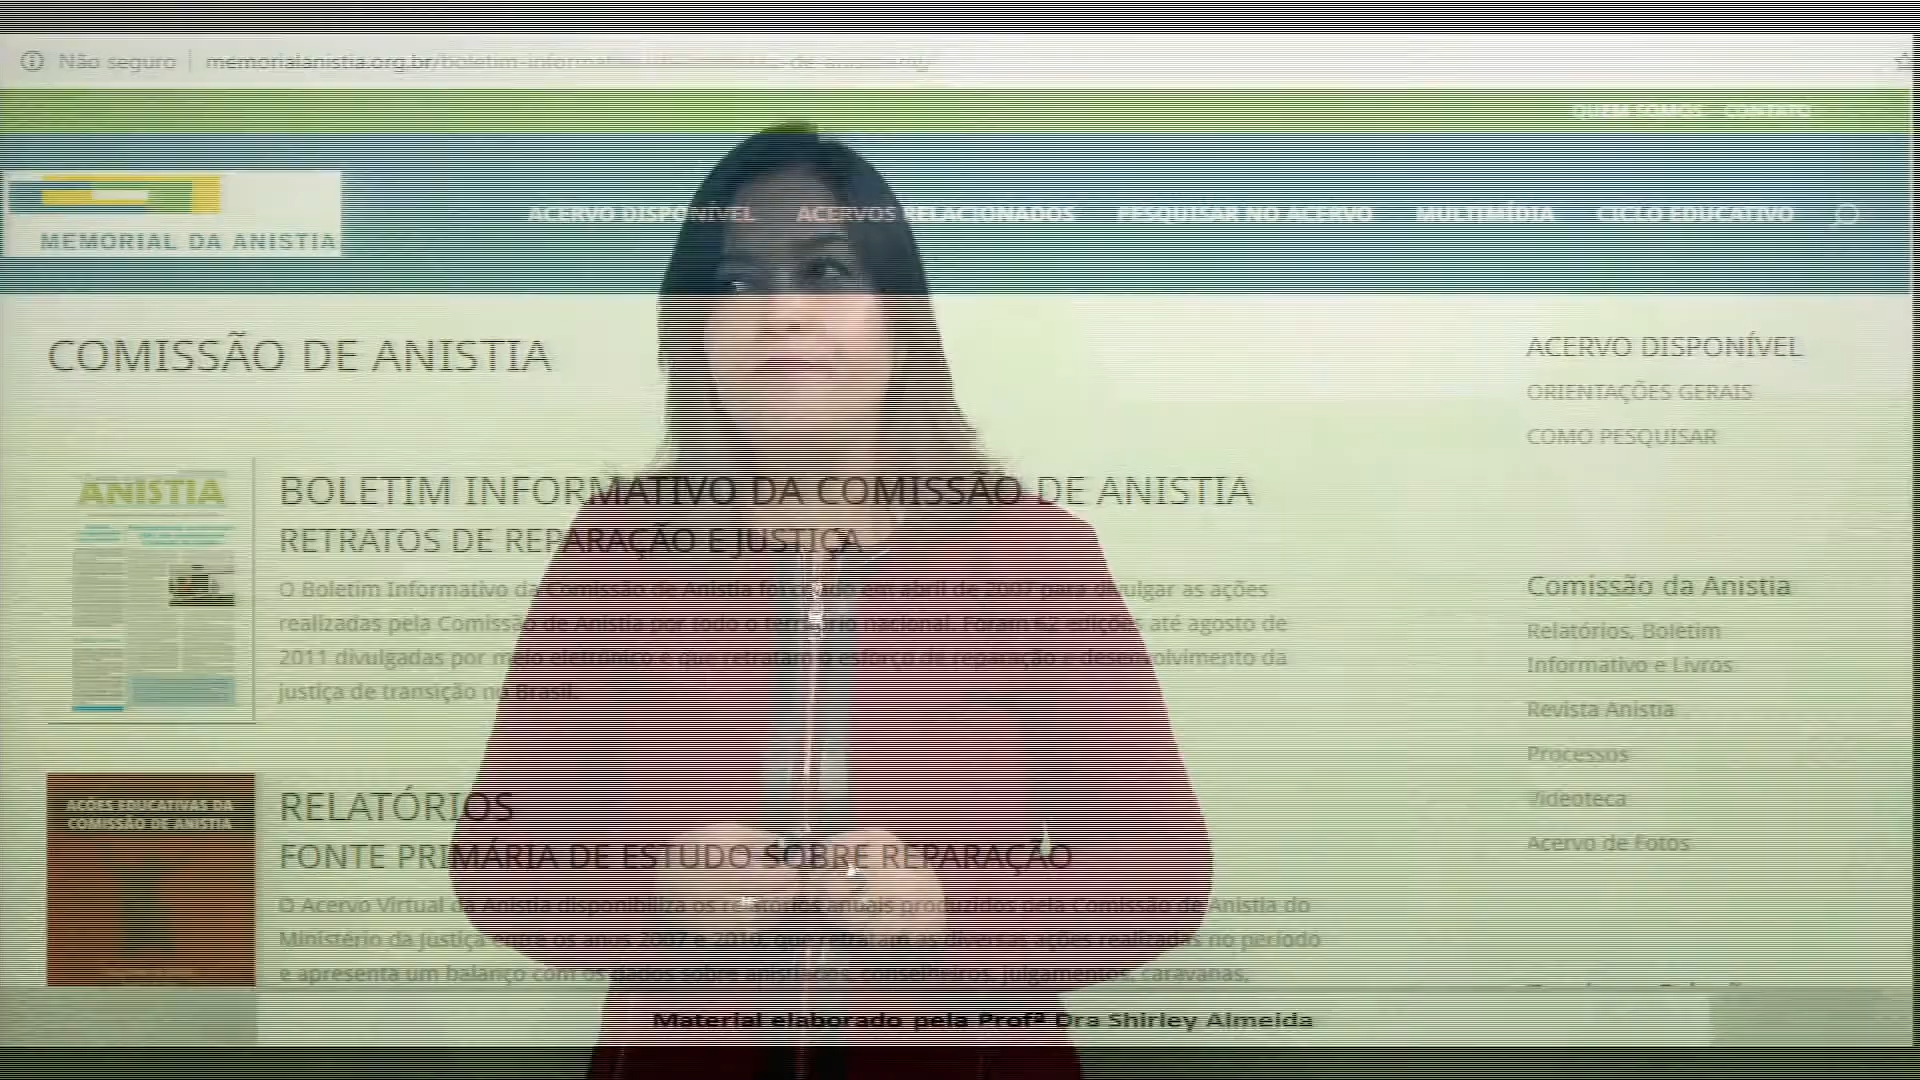 Não seguro | memorialanistia.org.br/boletim-informat
QUEM SOMOS CONTATO
MEMORIAL DA ANISTIA
ACERVO DISPONÍVEL ACERVOS RELACIONADOS PESQUISAR NO ACERVO MULTIMÍDIA CICLO EDUCATIVO
COMISSÃO DE ANISTIA
ANISTIA
BOLETIM INFORMATIVO DA COMISSÃO DE ANISTIA
RETRATOS DE REPARAÇÃO E JUSTIÇA
O Boletim Informativo da Comissão de Anistia foi criado em abril de 2007 para divulgar as ações
realizadas pela Comissão de Anistia por todo o território nacional. Foram 62 edições até agosto de
2011 divulgadas por meio eletrônico e que retratam o esforço de reparação e desenvolvimento da
justiça de transição no Brasil.
AÇÕES EDUCATIVAS DA
COMISSÃO DE ANISTIA
RELATÓRIOS
FONTE PRIMÁRIA DE ESTUDO SOBRE REPARAÇÃO
O Acervo Virtual da Anistia disponibiliza os relatórios anuais produzidos pela Comissão de Anistia do
Ministério da Justiça entre os anos 2007 e 2010, que retratam as diversas ações realizadas no período
e apresenta um balanço com os dados sobre anistiados, conselheiros, julgamentos, caravanas,
ACERVO DISPONÍVEL
ORIENTAÇÕES GERAIS
COMO PESQUISAR
Comissão da Anistia
Relatórios, Boletim
Informativo e Livros
Revista Anistia
Processos
Videoteca
Acervo de Fotos
Material elaborado pela Profª Dra Shirley Almeida